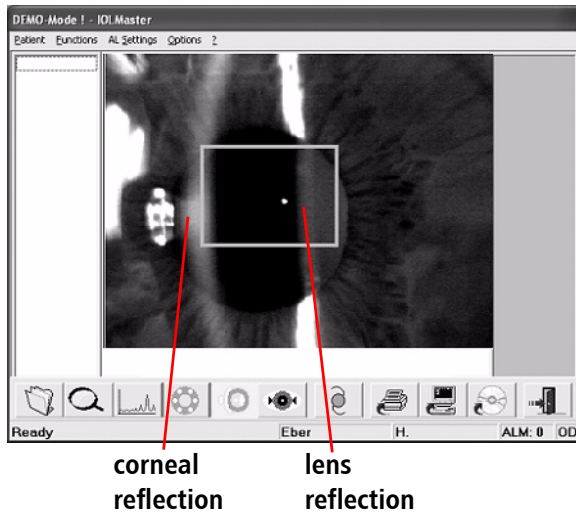 DEMO-Mode ! - IOLMaster
Patient Functions AL Settings Options ?
Ready Eber H. ALM: 0 OD
corneal reflection
lens reflection